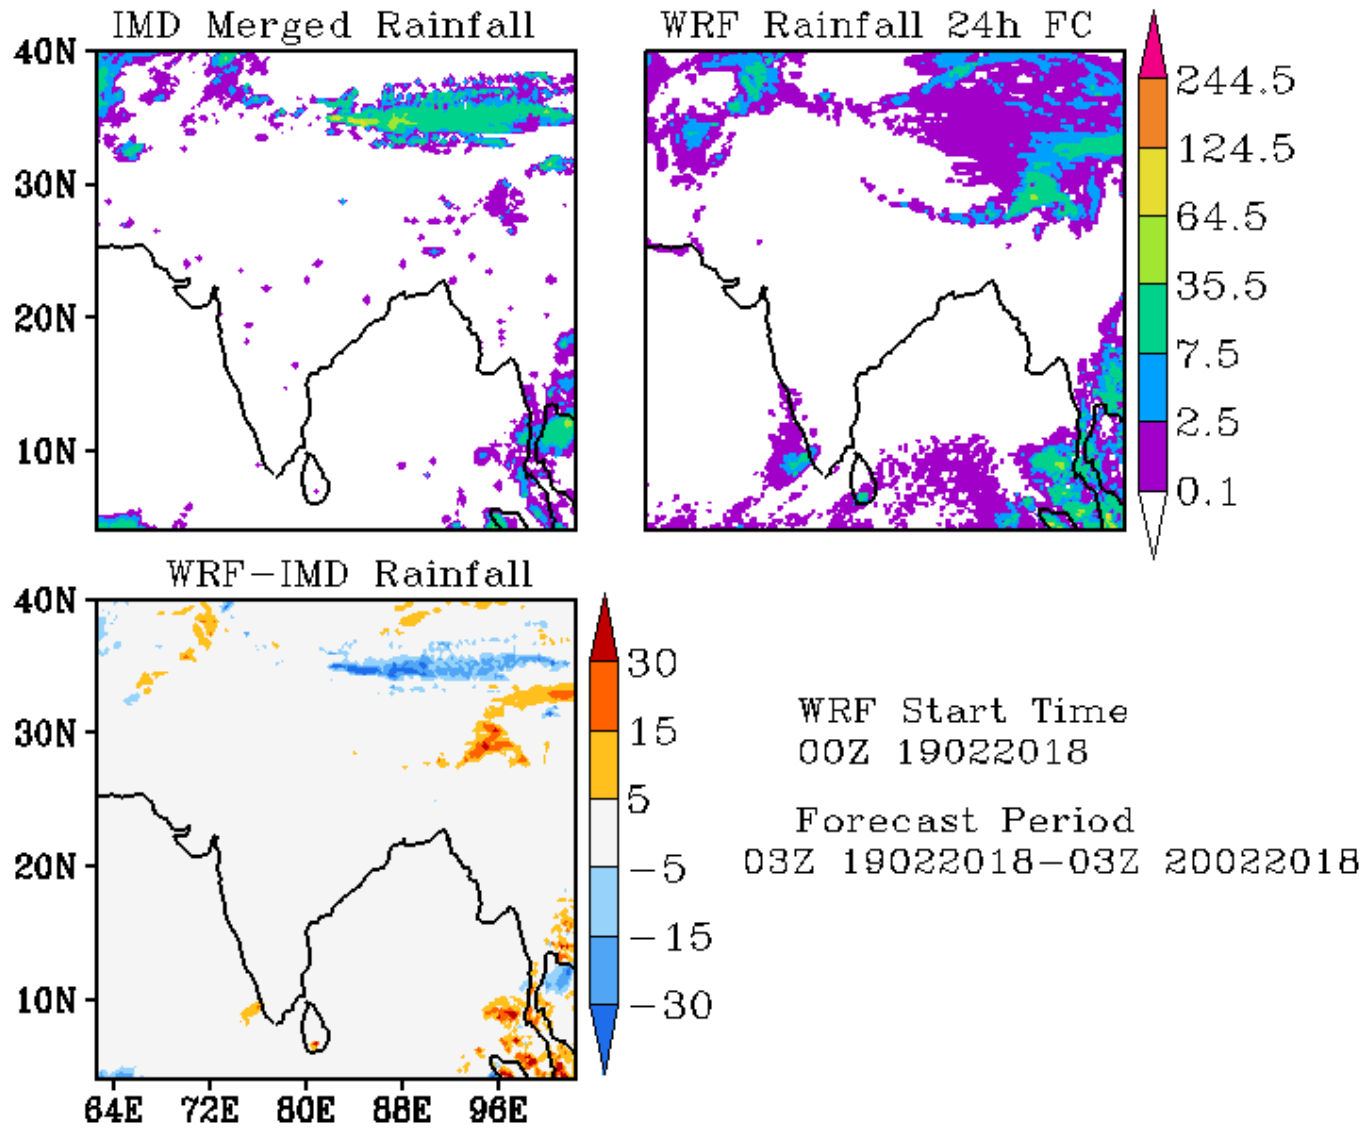 IMD Merged Rainfall
WRF Rainfall 24h FC
40N
30N
20N
10N
244.5
124.5
64.5
35.5
7.5
2.5
0.1
WRF-IMD Rainfall
40N
30N
20N
10N
64E 72E 80E 88E 96E
30
15
5
-5
-15
-30
WRF Start Time
00Z 19022018
Forecast Period
03Z 19022018-03Z 20022018